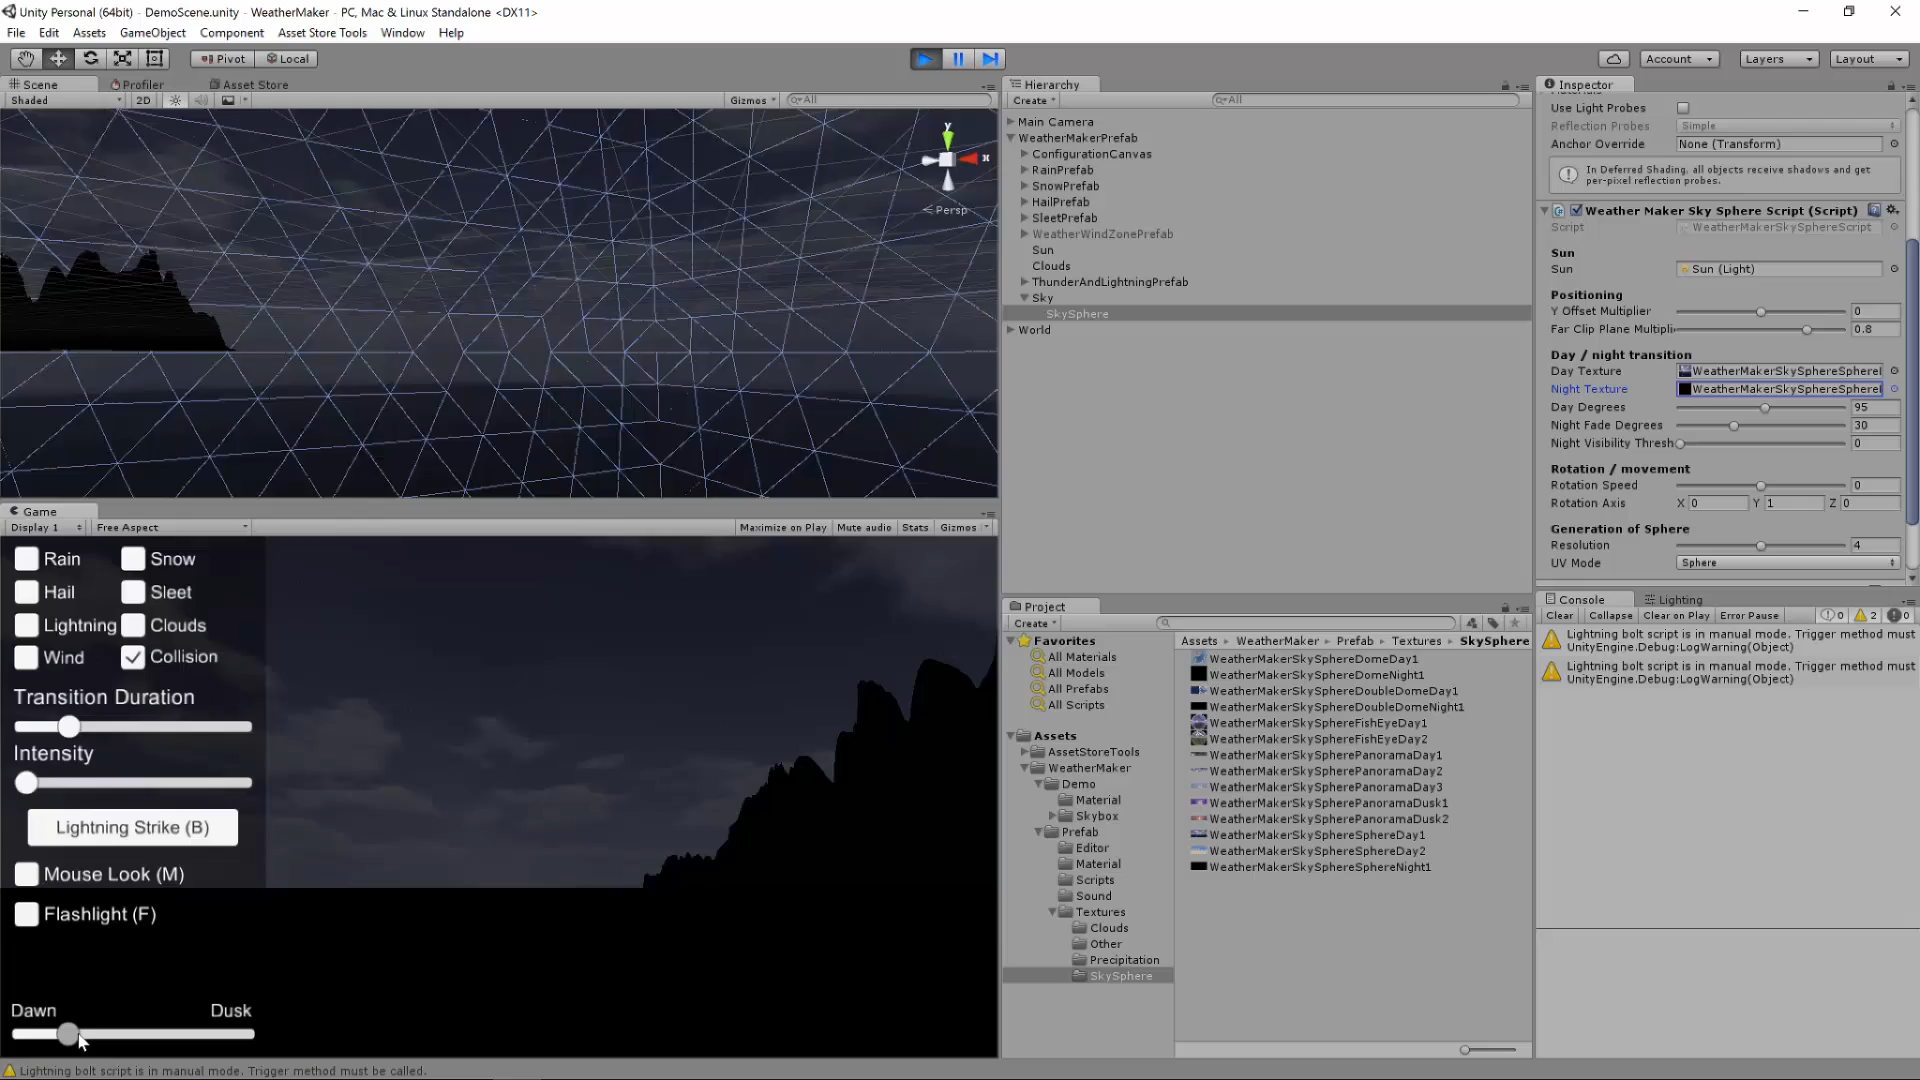 Unity Personal (64bit) - DemoScene.unity - WeatherMaker - PC, Mac & Linux Standalone <DX11>
File Edit Assets GameObject Component Asset Store Tools Window Help
Pivot Local Account Layers Layout
Scene Profiler Asset Store
Shaded 2D Gizmos All
y
x
Persp
Game
Display 1 Free Aspect Maximize on Play Mute audio Stats Gizmos
Rain Snow
Hail Sleet
Lightning Clouds
Wind Collision
Transition Duration
Intensity
Lightning Strike (B)
Mouse Look (M)
Flashlight (F)
Dawn Dusk
Lightning bolt script is in manual mode. Trigger method must be called.
Hierarchy
Create All
Main Camera
WeatherMakerPrefab
ConfigurationCanvas
RainPrefab
SnowPrefab
HailPrefab
SleetPrefab
WeatherWindZonePrefab
Sun
Clouds
ThunderAndLightningPrefab
Sky
SkySphere
World
Project
Create
Favorites
All Materials
All Models
All Prefabs
All Scripts
Assets
AssetStoreTools
WeatherMaker
Demo
Material
Skybox
Prefab
Editor
Material
Scripts
Sound
Textures
Clouds
Other
Precipitation
SkySphere
Assets WeatherMaker Prefab Textures SkySphere
WeatherMakerSkySphereDomeDay1
WeatherMakerSkySphereDomeNight1
WeatherMakerSkySphereDoubleDomeDay1
WeatherMakerSkySphereDoubleDomeNight1
WeatherMakerSkySphereFishEyeDay1
WeatherMakerSkySphereFishEyeDay2
WeatherMakerSkySpherePanoramaDay1
WeatherMakerSkySpherePanoramaDay2
WeatherMakerSkySpherePanoramaDay3
WeatherMakerSkySpherePanoramaDusk1
WeatherMakerSkySpherePanoramaDusk2
WeatherMakerSkySphereSphereDay1
WeatherMakerSkySphereSphereDay2
WeatherMakerSkySphereSphereNight1
Inspector
Use Light Probes
Reflection Probes Simple
Anchor Override None (Transform)
In Deferred Shading, all objects receive shadows and get
per-pixel reflection probes.
Weather Maker Sky Sphere Script (Script)
Script WeatherMakerSkySphereScript
Sun
Sun Sun (Light)
Positioning
Y Offset Multiplier 0
Far Clip Plane Multipli 0.8
Day / night transition
Day Texture WeatherMakerSkySphereSphere
Night Texture WeatherMakerSkySphereSphere
Day Degrees 95
Night Fade Degrees 30
Night Visibility Thresh 0
Rotation / movement
Rotation Speed 0
Rotation Axis X 0 Y 1 Z 0
Generation of Sphere
Resolution 4
UV Mode Sphere
Console Lighting
Clear Collapse Clear on Play Error Pause 0 2 0
Lightning bolt script is in manual mode. Trigger method must
UnityEngine.Debug:LogWarning(Object)
Lightning bolt script is in manual mode. Trigger method must
UnityEngine.Debug:LogWarning(Object)